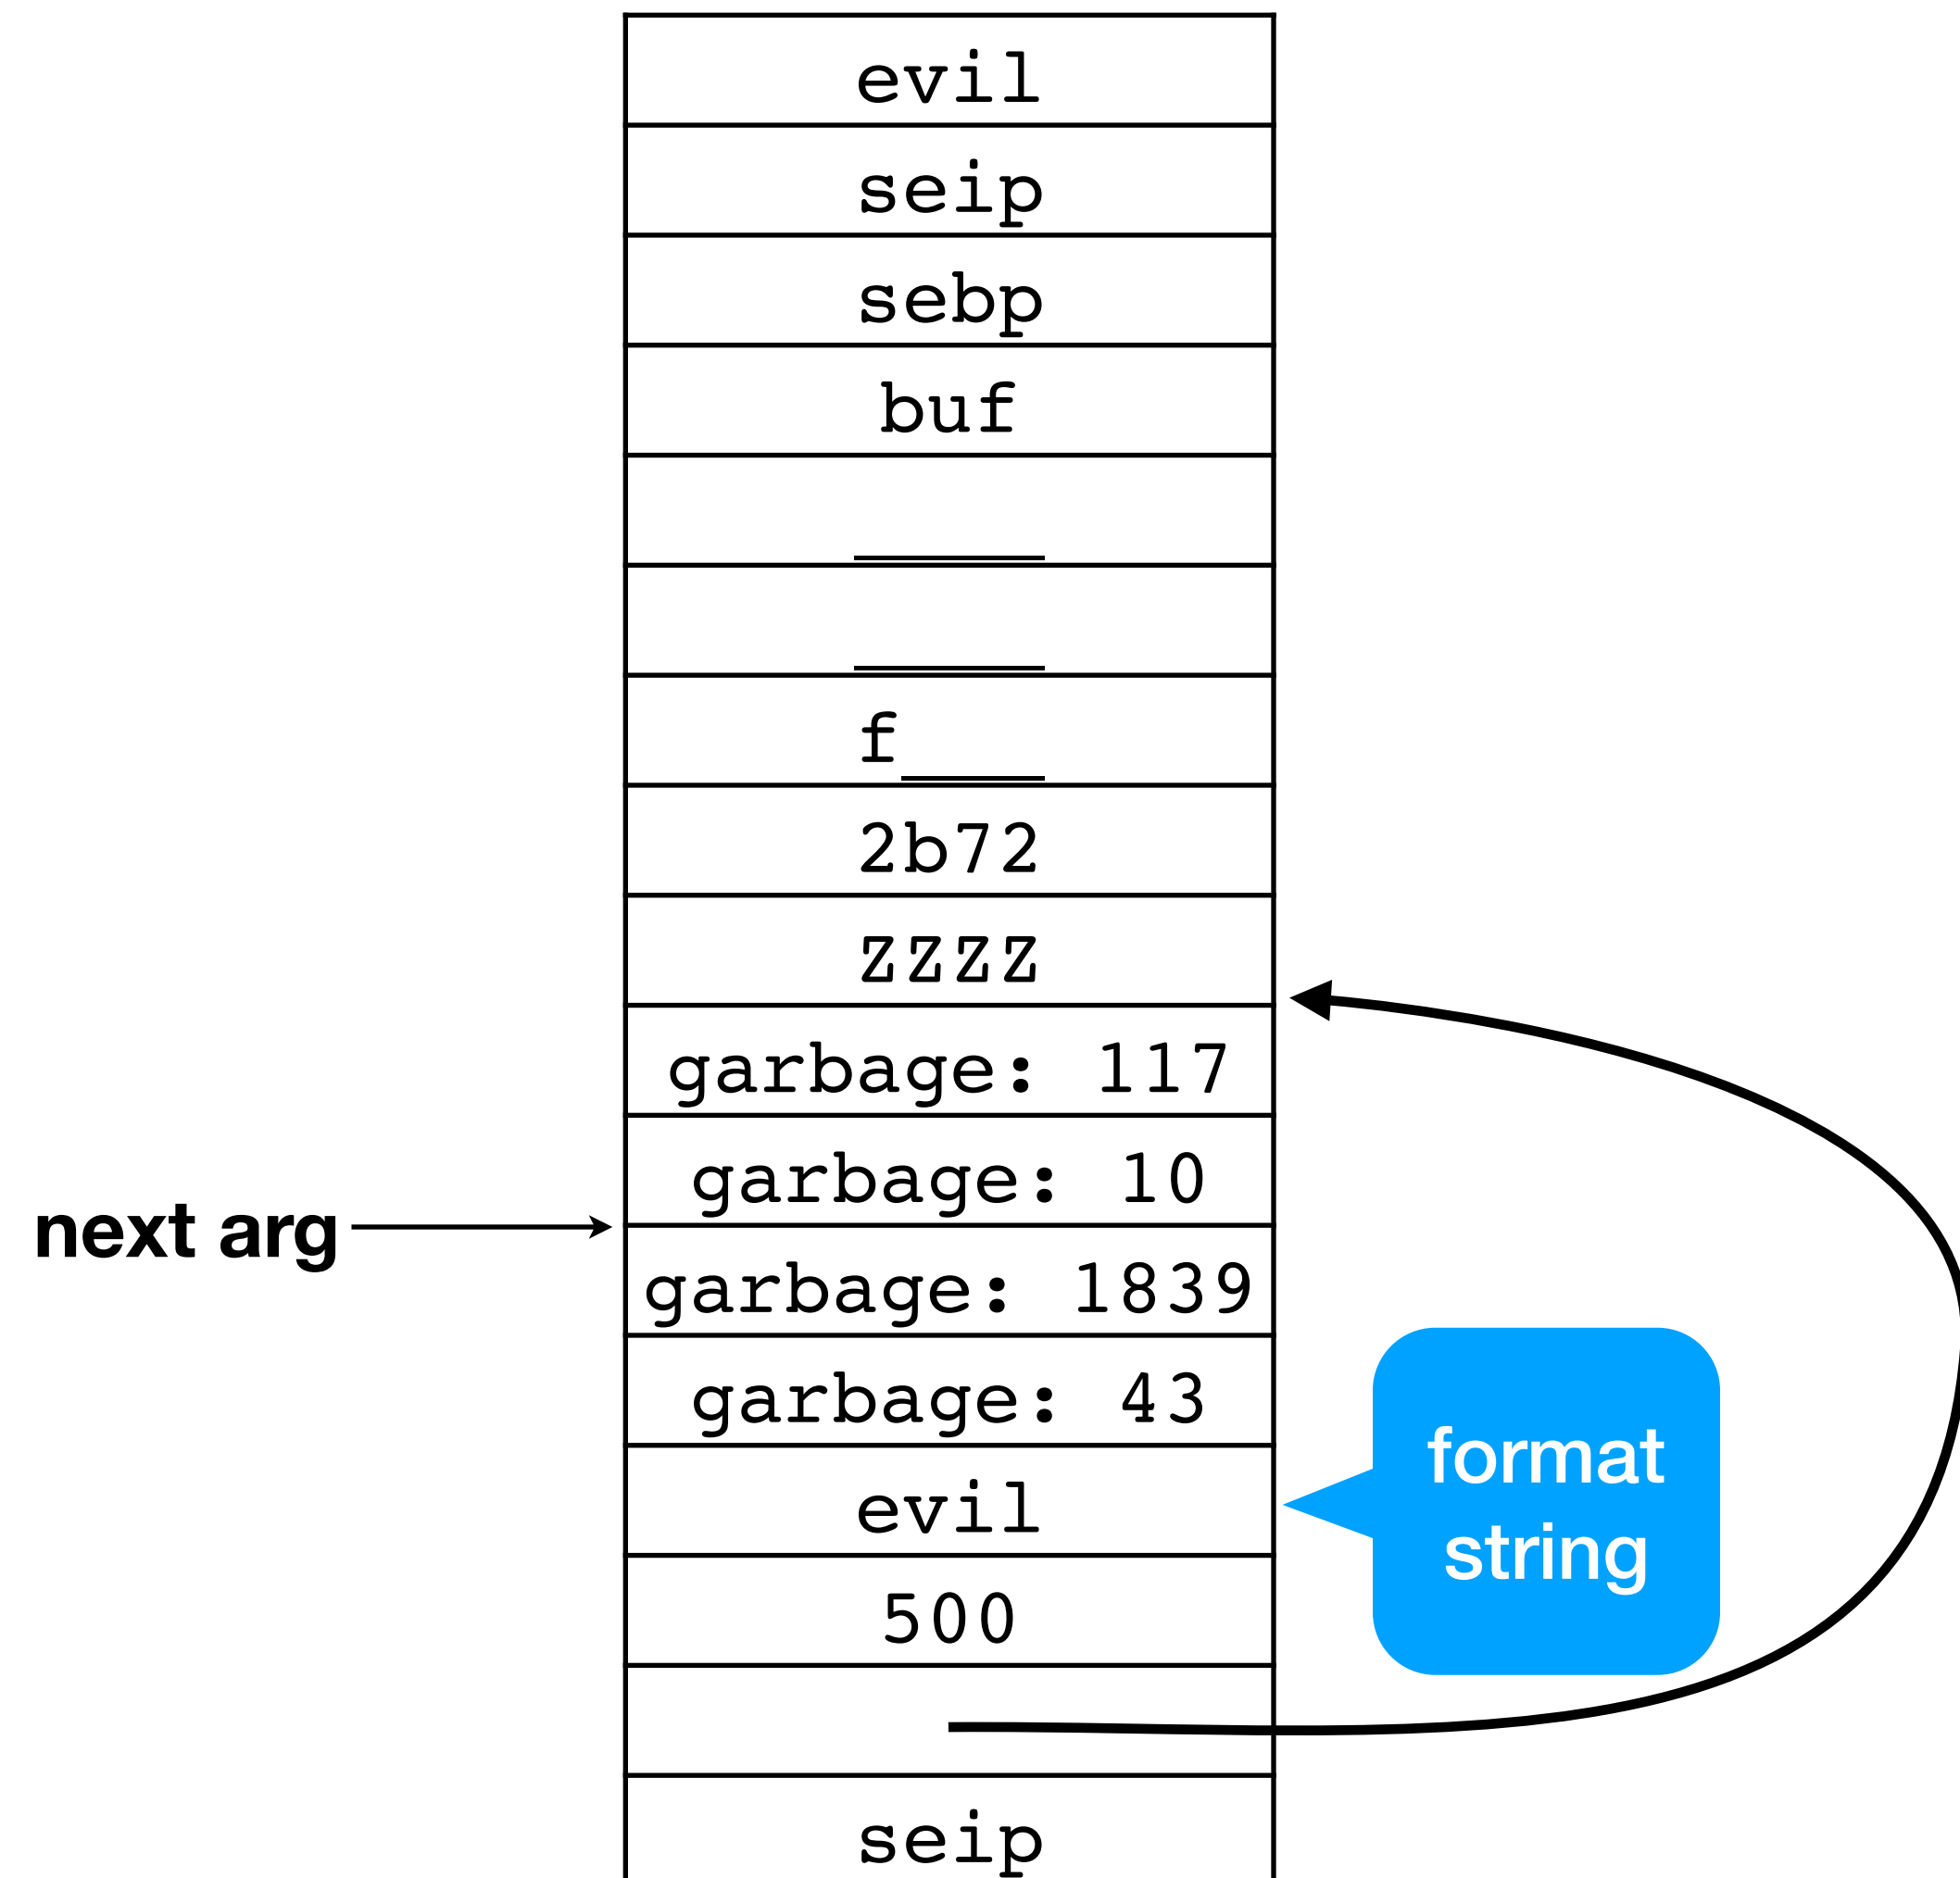 evil
seip
sebp
buf
____
____
f___
2b72
zzzz
garbage: 117
garbage: 10
next arg
garbage: 1839
garbage: 43
evil
format
string
500
seip